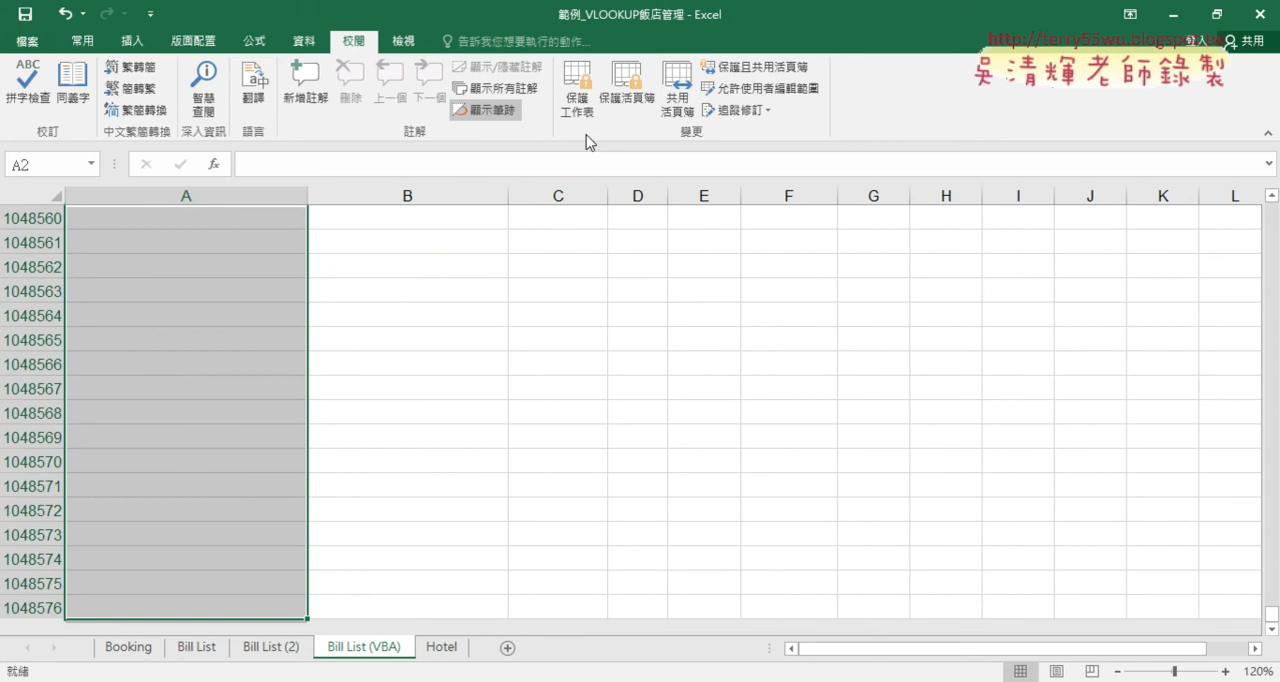 範例_VLOOKUP飯店管理 - Excel
檔案 常用 插入 版面配置 公式 資料 校閱 檢視 告訴我您想要執行的動作... 共用
http://terry55wu.blogspot.tw
吳清輝老師錄製
ABC 拼字檢查 同義字 繁轉簡 簡轉繁 繁簡轉換 智慧查閱 翻譯 新增註解 刪除 上一個 下一個 顯示/隱藏註解 顯示所有註解 顯示筆跡 保護工作表 保護活頁簿 共用活頁簿 保護且共用活頁簿 允許使用者編輯範圍 追蹤修訂
校訂 中文繁簡轉換 深入資訊 語言 註解 變更
A2 fx
A B C D E F G H I J K L
1048560
1048561
1048562
1048563
1048564
1048565
1048566
1048567
1048568
1048569
1048570
1048571
1048572
1048573
1048574
1048575
1048576
Booking Bill List Bill List (2) Bill List (VBA) Hotel
就緒 120%